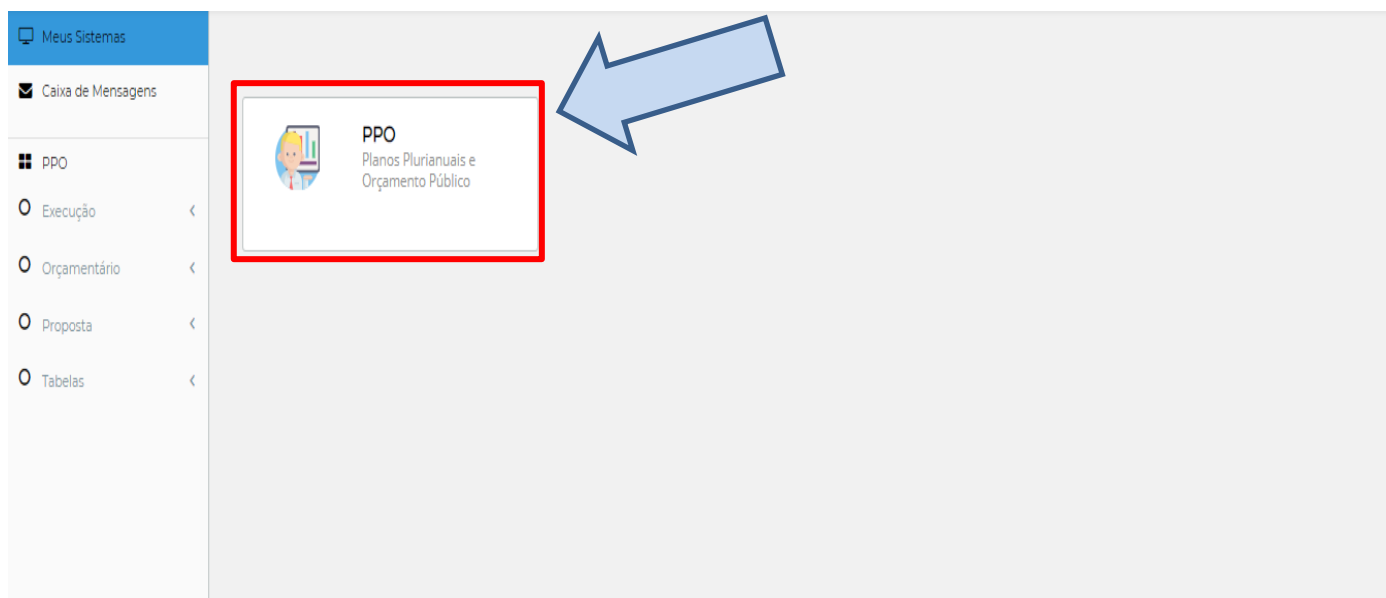 Meus Sistemas
Caixa de Mensagens
PPO
Execução
Orçamentário
Proposta
Tabelas
PPO
Planos Plurianuais e
Orçamento Público